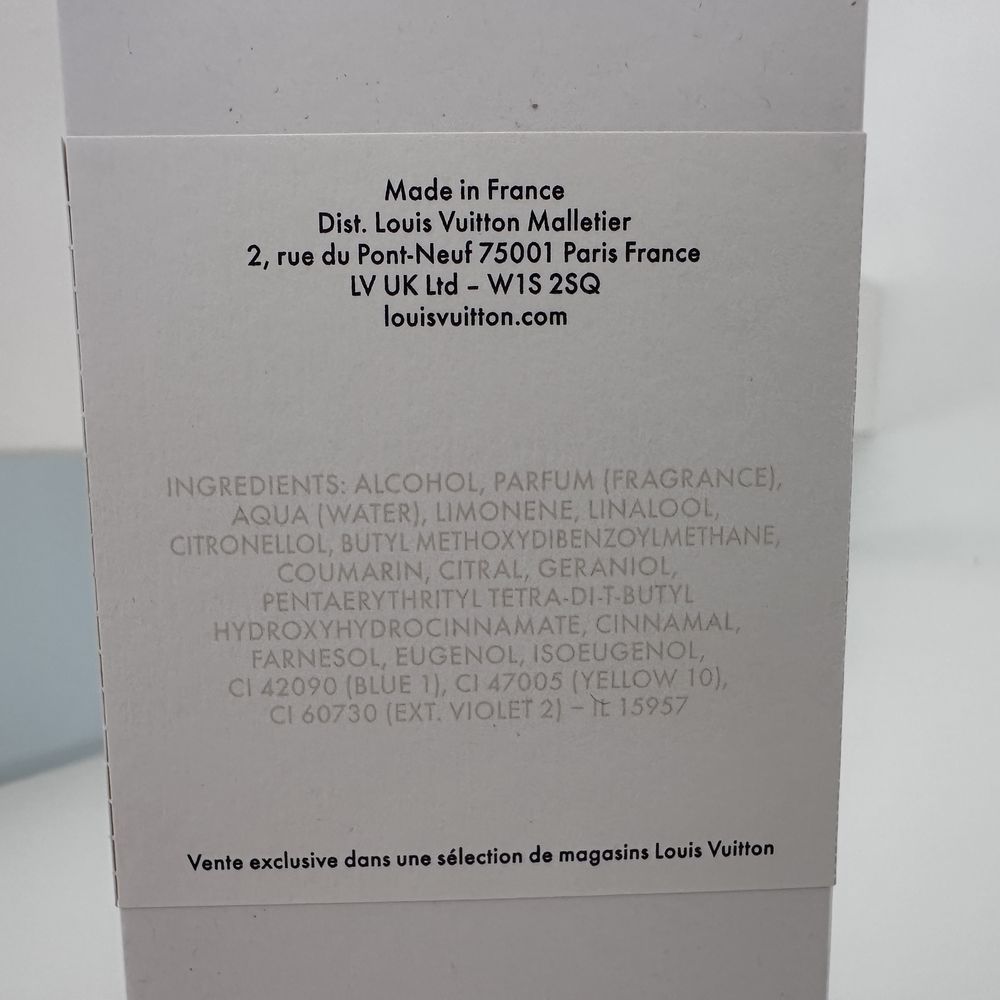 Made in France
Dist. Louis Vuitton Malletier
2, rue du Pont-Neuf 75001 Paris France
LV UK Ltd – W1S 2SQ
louisvuitton.com
INGREDIENTS: ALCOHOL, PARFUM (FRAGRANCE),
AQUA (WATER), LIMONENE, LINALOOL,
CITRONELLOL, BUTYL METHOXYDIBENZOYLMETHANE,
COUMARIN, CITRAL, GERANIOL,
PENTAERYTHRITYL TETRA-DI-T-BUTYL
HYDROXYHYDROCINNAMATE, CINNAMAL,
FARNESOL, EUGENOL, ISOEUGENOL,
CI 42090 (BLUE 1), CI 47005 (YELLOW 10),
CI 60730 (EXT. VIOLET 2) – IL 15957
Vente exclusive dans une sélection de magasins Louis Vuitton